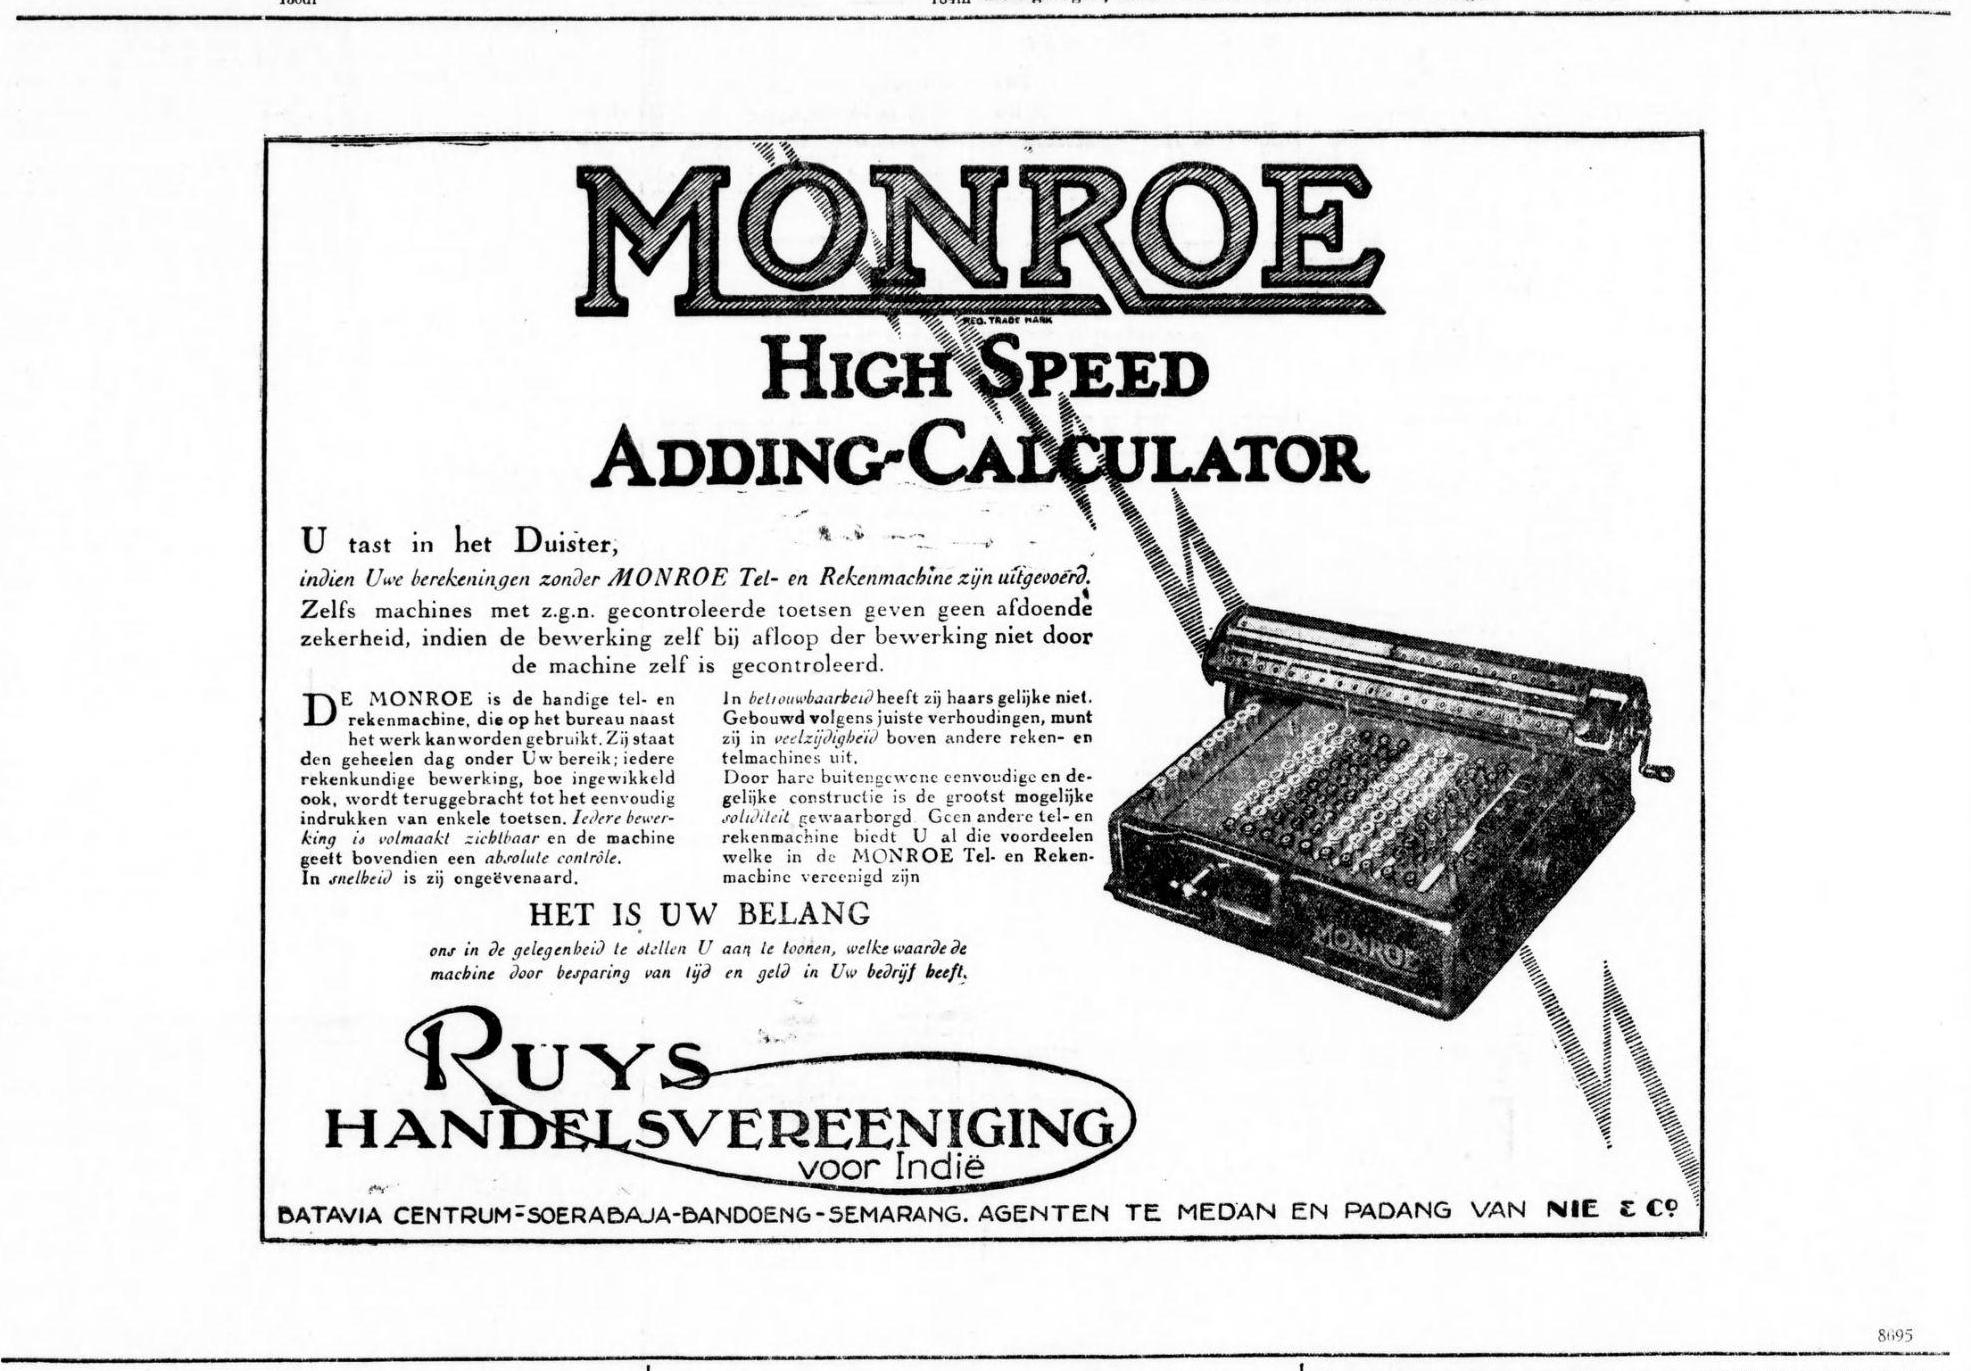 MONROE
REG. TRADE MARK
HIGH SPEED
ADDING-CALCULATOR
U tast in het Duister,
indien Uwe berekeningen zonder MONROE Tel- en Rekenmachine zijn uitgevoerd.
Zelfs machines met z.g.n. gecontroleerde toetsen geven geen afdoende
zekerheid, indien de bewerking zelf bij afloop der bewerking niet door
de machine zelf is gecontroleerd.
DE MONROE is de handige tel- en
rekenmachine, die op het bureau naast
het werk kan worden gebruikt. Zij staat
den geheelen dag onder Uw bereik; iedere
rekenkundige bewerking, hoe ingewikkeld
ook, wordt teruggebracht tot het eenvoudig
indrukken van enkele toetsen. Iedere bewer-
king is volmaakt zichtbaar en de machine
geeft bovendien een absolute contrôle.
In snelheid is zij ongeëvenaard.
In betrouwbaarheid heeft zij haars gelijke niet.
Gebouwd volgens juiste verhoudingen, munt
zij in veelzijdigheid boven andere reken- en
telmachines uit.
Door hare buitengewone eenvoudige en de-
gelijke constructie is de grootst mogelijke
soliditeit gewaarborgd. Geen andere tel- en
rekenmachine biedt U al die voordeelen
welke in de MONROE Tel- en Reken-
machine vereenigd zijn
HET IS UW BELANG
ons in de gelegenheid te stellen U aan te toonen, welke waarde de
machine door besparing van tijd en geld in Uw bedrijf heeft.
MONROE
RUYS
HANDELSVEREENIGING
voor Indië
BATAVIA CENTRUM-SOERABAJA-BANDOENG-SEMARANG. AGENTEN TE MEDAN EN PADANG VAN NIE & Co
8695